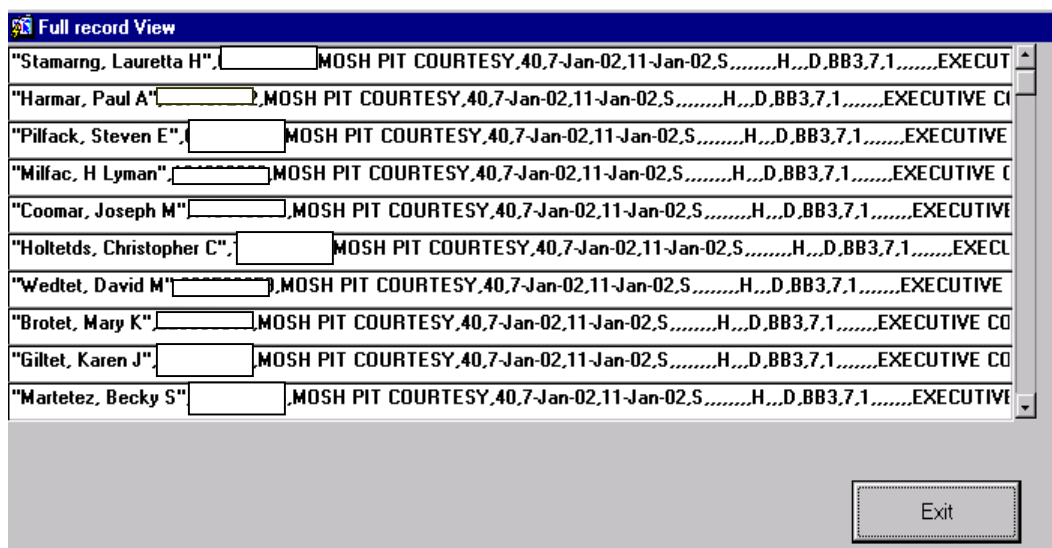 Full record View
"Stamarng, Lauretta H", MOSH PIT COURTESY,40,7-Jan-02,11-Jan-02,S,,,,,,,,H,,,D,BB3,7,1,,,,,,,EXECUT
"Harmar, Paul A" 2,MOSH PIT COURTESY,40,7-Jan-02,11-Jan-02,S,,,,,,,,H,,,D,BB3,7,1,,,,,,,EXECUTIVE
"Pilfack, Steven E", MOSH PIT COURTESY,40,7-Jan-02,11-Jan-02,S,,,,,,,,H,,,D,BB3,7,1,,,,,,,EXECUTIVE
"Milfac, H Lyman", ,MOSH PIT COURTESY,40,7-Jan-02,11-Jan-02,S,,,,,,,,H,,,D,BB3,7,1,,,,,,,EXECUTIVE
"Coomar, Joseph M" ,MOSH PIT COURTESY,40,7-Jan-02,11-Jan-02,S,,,,,,,,H,,,D,BB3,7,1,,,,,,,EXECUTIVE
"Holtetds, Christopher C", MOSH PIT COURTESY,40,7-Jan-02,11-Jan-02,S,,,,,,,,H,,,D,BB3,7,1,,,,,,,EXECU
"Wedtet, David M" ,MOSH PIT COURTESY,40,7-Jan-02,11-Jan-02,S,,,,,,,,H,,,D,BB3,7,1,,,,,,,EXECUTIVE
"Brotet, Mary K", ,MOSH PIT COURTESY,40,7-Jan-02,11-Jan-02,S,,,,,,,,H,,,D,BB3,7,1,,,,,,,EXECUTIVE CO
"Giltet, Karen J", ,MOSH PIT COURTESY,40,7-Jan-02,11-Jan-02,S,,,,,,,,H,,,D,BB3,7,1,,,,,,,EXECUTIVE CO
"Martetez, Becky S" ,MOSH PIT COURTESY,40,7-Jan-02,11-Jan-02,S,,,,,,,,H,,,D,BB3,7,1,,,,,,,EXECUTIVE
Exit